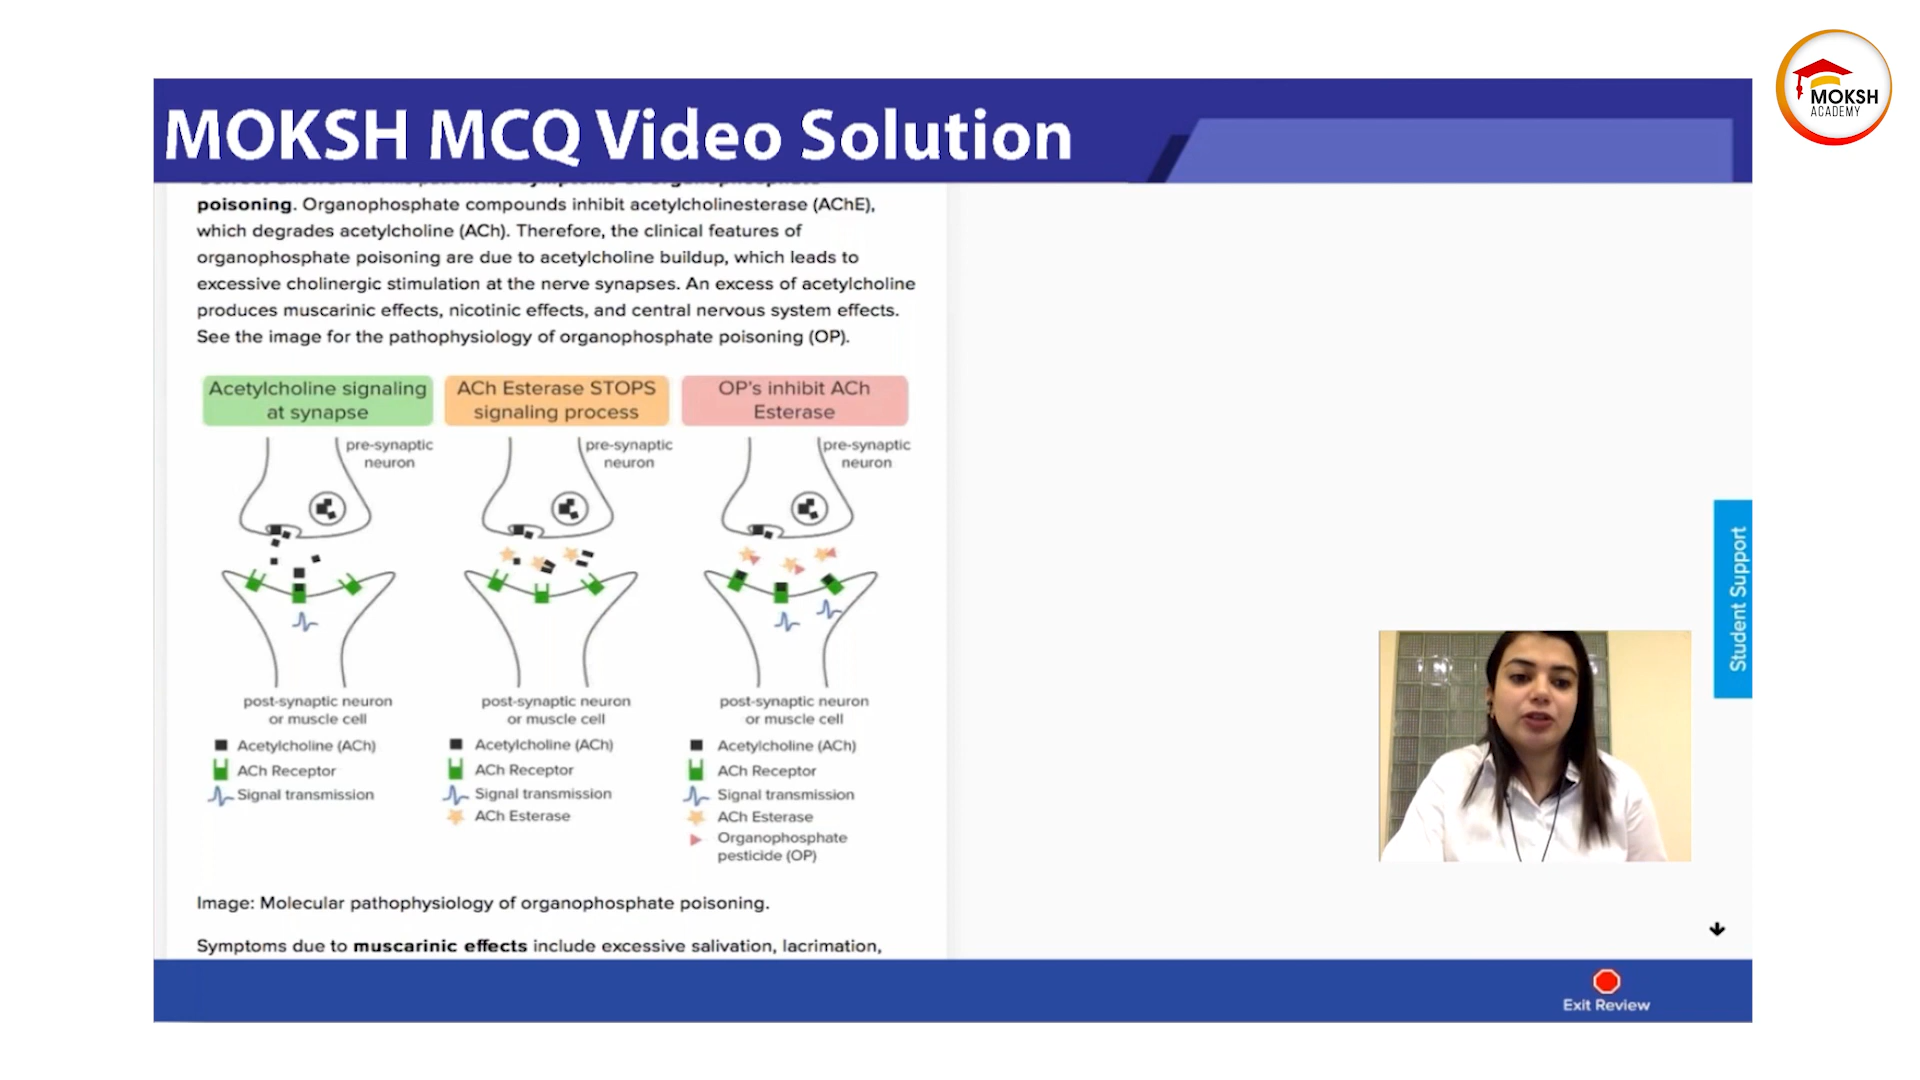 MOKSH
ACADEMY
MOKSH MCQ Video Solution
poisoning. Organophosphate compounds inhibit acetylcholinesterase (AChE),
which degrades acetylcholine (ACh). Therefore, the clinical features of
organophosphate poisoning are due to acetylcholine buildup, which leads to
excessive cholinergic stimulation at the nerve synapses. An excess of acetylcholine
produces muscarinic effects, nicotinic effects, and central nervous system effects.
See the image for the pathophysiology of organophosphate poisoning (OP).
Acetylcholine signaling
at synapse
pre-synaptic
neuron
post-synaptic neuron
or muscle cell
Acetylcholine (ACh)
ACh Receptor
Signal transmission
ACh Esterase STOPS
signaling process
pre-synaptic
neuron
post-synaptic neuron
or muscle cell
Acetylcholine (ACh)
ACh Receptor
Signal transmission
ACh Esterase
OP's inhibit ACh
Esterase
pre-synaptic
neuron
post-synaptic neuron
or muscle cell
Acetylcholine (ACh)
ACh Receptor
Signal transmission
ACh Esterase
Organophosphate
pesticide (OP)
Image: Molecular pathophysiology of organophosphate poisoning.
Symptoms due to muscarinic effects include excessive salivation, lacrimation,
Student Support
Exit Review